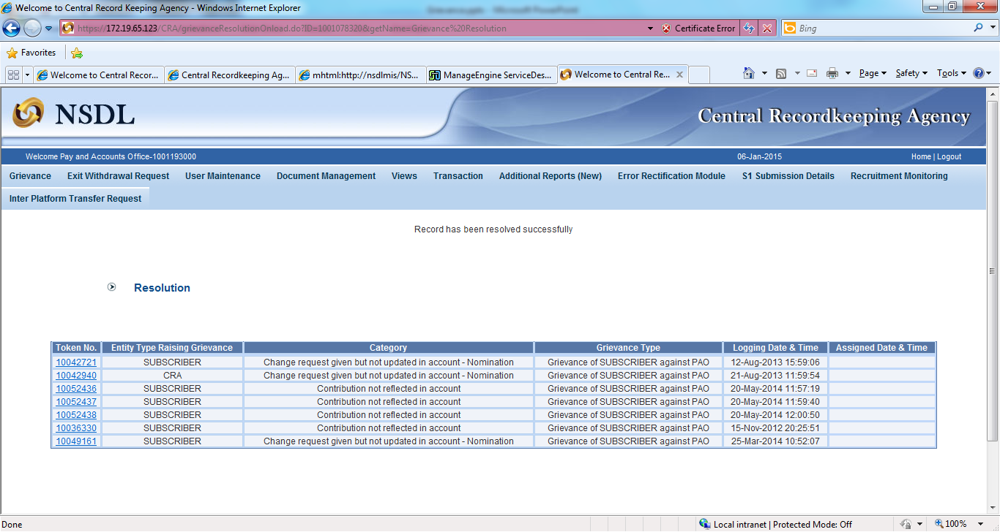 Welcome to Central Record Keeping Agency - Windows Internet Explorer
https://172.19.65.123/CRA/grievanceResolutionOnload.do?ID=1001078320&getName=Grievance%20Resolution Certificate Error Bing
Favorites
Welcome to Central Recor... Central Recordkeeping Ag... mhtml:http://nsdlmis/NS... ManageEngine ServiceDes... Welcome to Central Re... Page Safety Tools
NSDL Central Recordkeeping Agency
Welcome Pay and Accounts Office-1001193000 06-Jan-2015 Home | Logout
Grievance Exit Withdrawal Request User Maintenance Document Management Views Transaction Additional Reports (New) Error Rectification Module S1 Submission Details Recruitment Monitoring
Inter Platform Transfer Request
Record has been resolved successfully
Resolution
Token No. Entity Type Raising Grievance Category Grievance Type Logging Date & Time Assigned Date & Time
10042721 SUBSCRIBER Change request given but not updated in account - Nomination Grievance of SUBSCRIBER against PAO 12-Aug-2013 15:59:06
10042940 CRA Change request given but not updated in account - Nomination Grievance of SUBSCRIBER against PAO 21-Aug-2013 11:59:54
10052436 SUBSCRIBER Contribution not reflected in account Grievance of SUBSCRIBER against PAO 20-May-2014 11:57:19
10052437 SUBSCRIBER Contribution not reflected in account Grievance of SUBSCRIBER against PAO 20-May-2014 11:59:40
10052438 SUBSCRIBER Contribution not reflected in account Grievance of SUBSCRIBER against PAO 20-May-2014 12:00:50
10036330 SUBSCRIBER Contribution not reflected in account Grievance of SUBSCRIBER against PAO 15-Nov-2012 20:25:51
10049161 SUBSCRIBER Change request given but not updated in account - Nomination Grievance of SUBSCRIBER against PAO 25-Mar-2014 10:52:07
Done Local intranet | Protected Mode: Off 100%